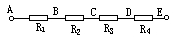 A B C D E
R₁ R₂ R₃ R₄